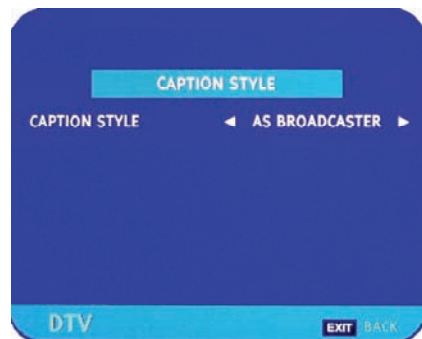 CAPTION STYLE
CAPTION STYLE ◀ AS BROADCASTER ▶
DTV EXIT BACK